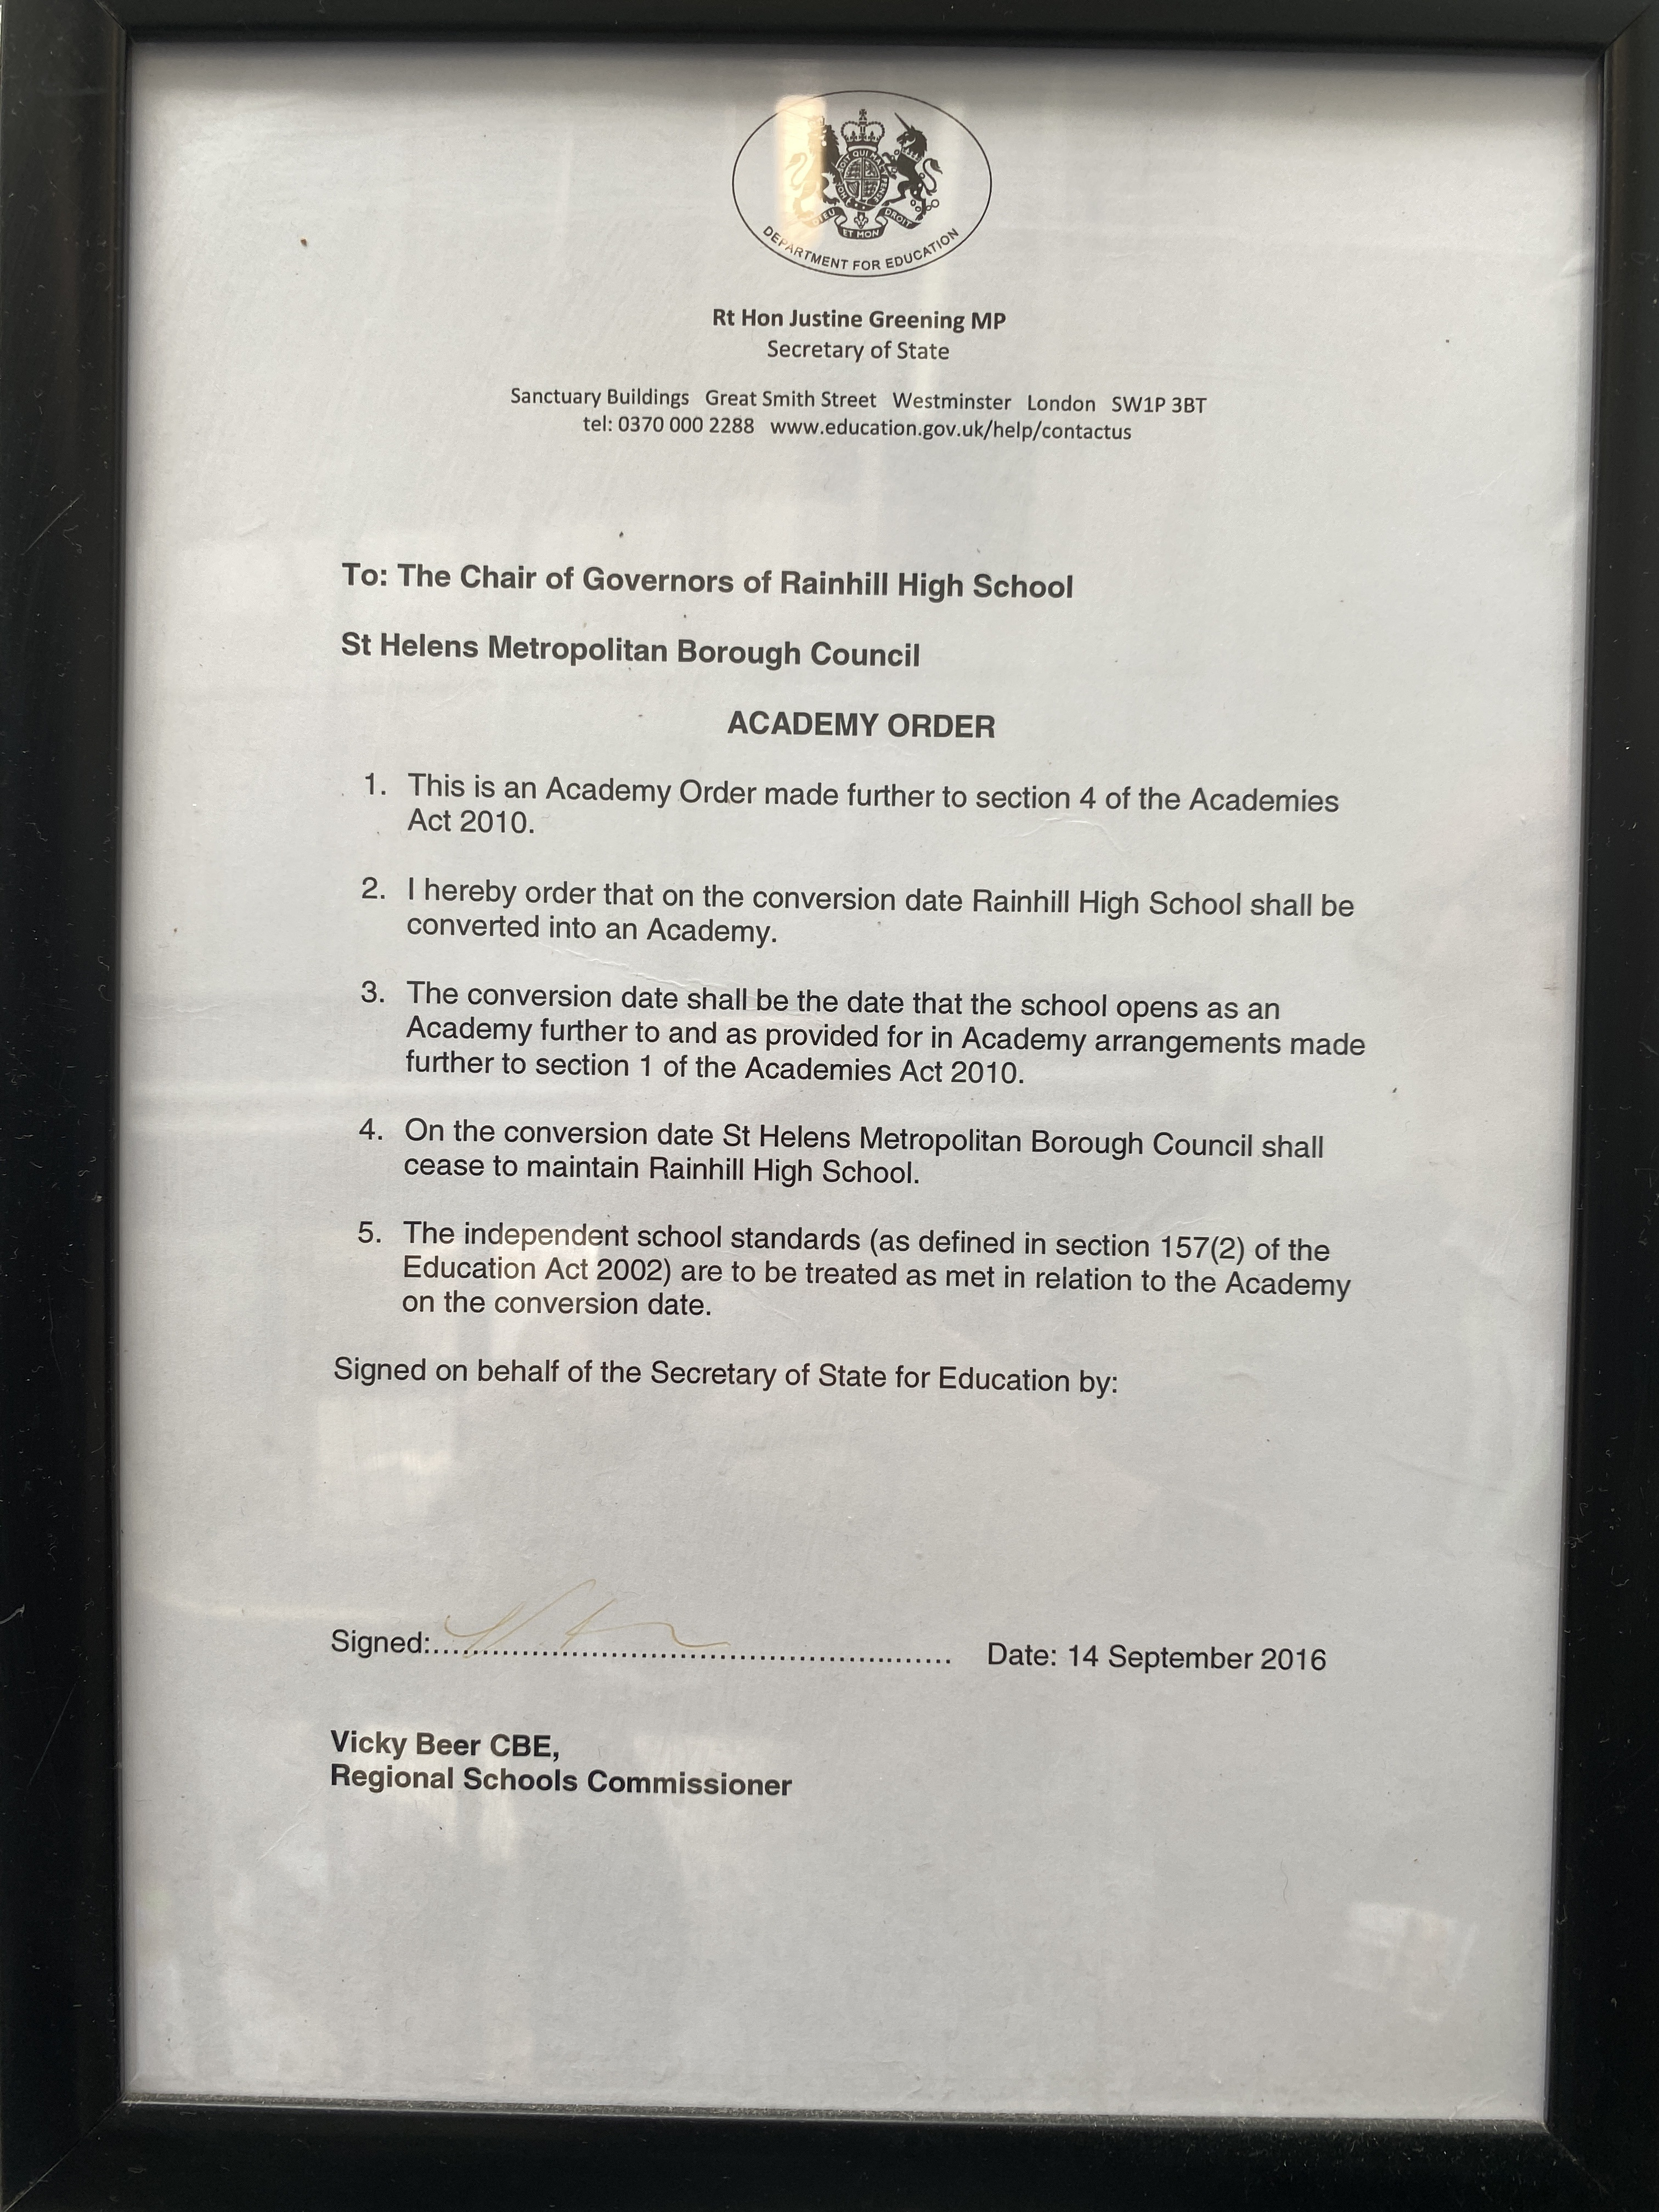 DIEU
ET MON
DROIT
DEPARTMENT FOR EDUCATION
Rt Hon Justine Greening MP
Secretary of State
Sanctuary Buildings Great Smith Street Westminster London SW1P 3BT
tel: 0370 000 2288 www.education.gov.uk/help/contactus
To: The Chair of Governors of Rainhill High School
St Helens Metropolitan Borough Council
ACADEMY ORDER
1. This is an Academy Order made further to section 4 of the Academies
Act 2010.
2. I hereby order that on the conversion date Rainhill High School shall be
converted into an Academy.
3. The conversion date shall be the date that the school opens as an
Academy further to and as provided for in Academy arrangements made
further to section 1 of the Academies Act 2010.
4. On the conversion date St Helens Metropolitan Borough Council shall
cease to maintain Rainhill High School.
5. The independent school standards (as defined in section 157(2) of the
Education Act 2002) are to be treated as met in relation to the Academy
on the conversion date.
Signed on behalf of the Secretary of State for Education by:
Signed:.......................................................... Date: 14 September 2016
Vicky Beer CBE,
Regional Schools Commissioner